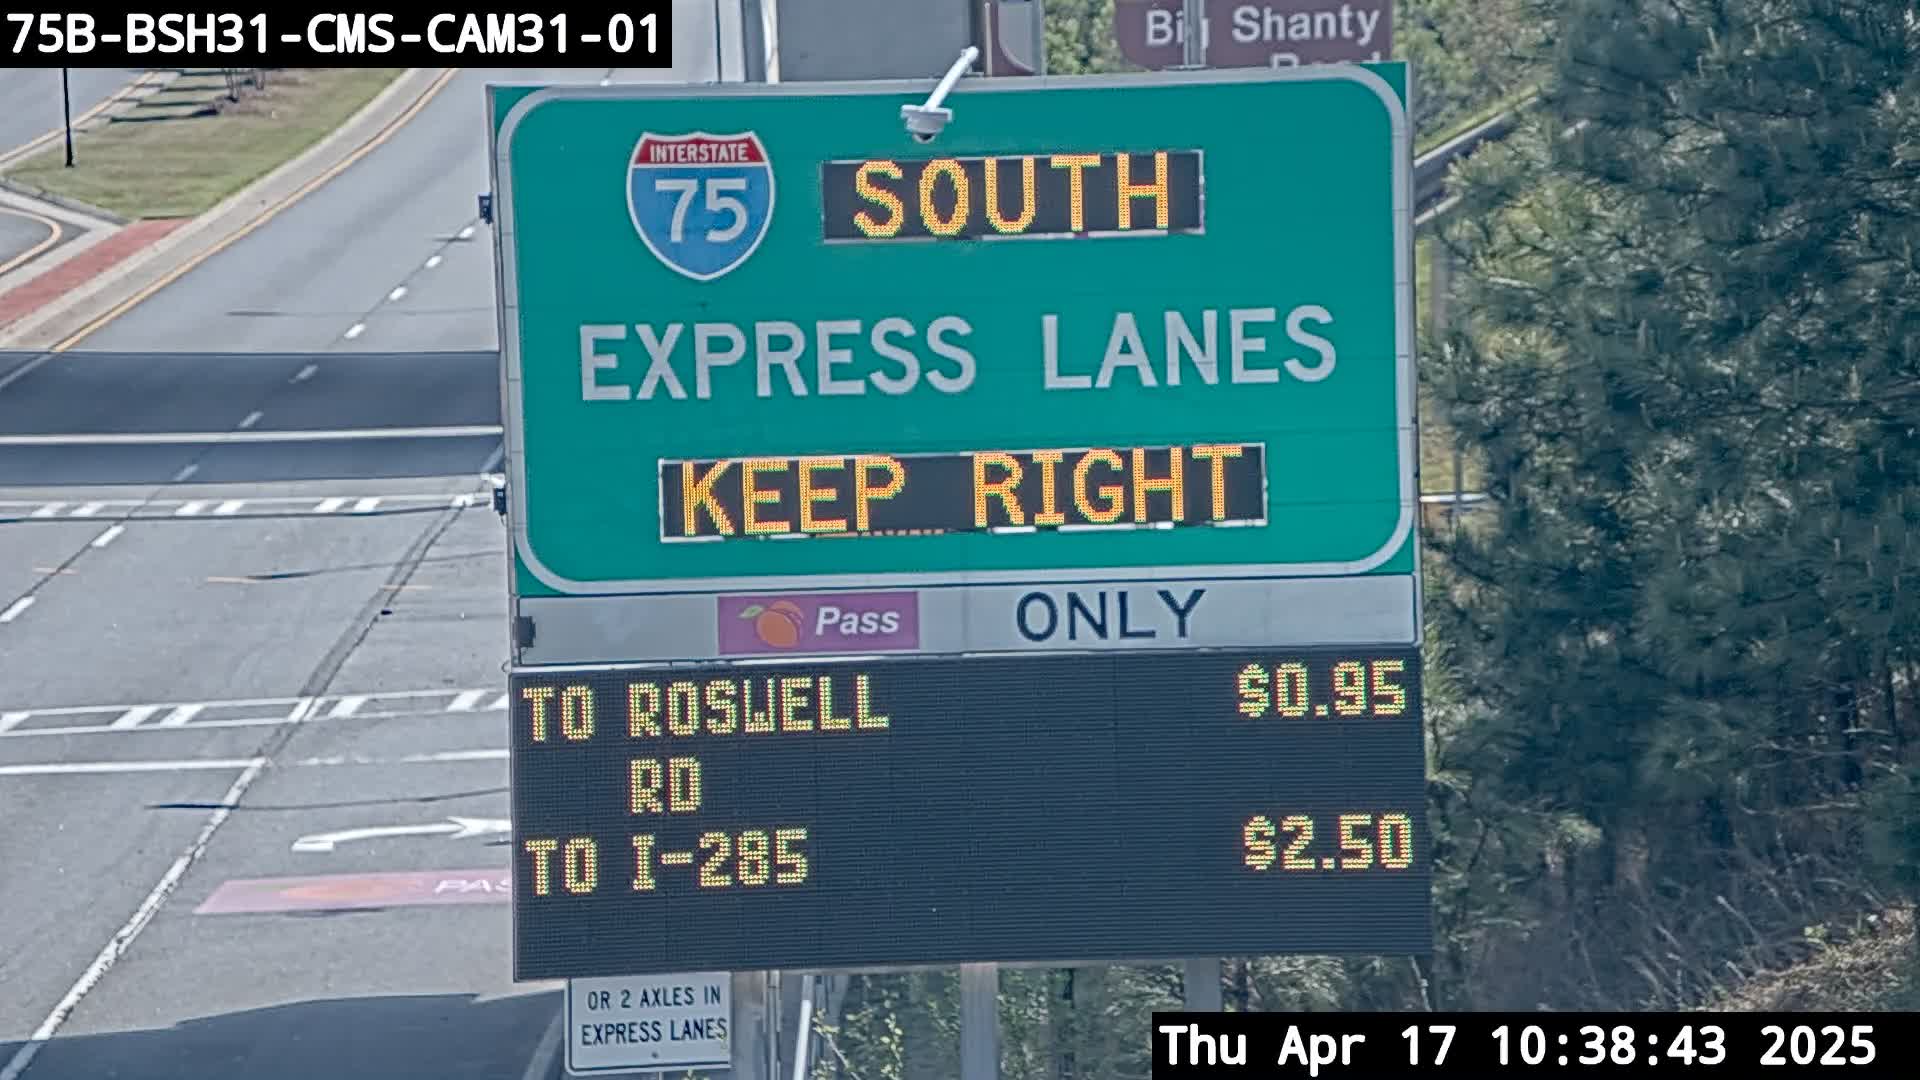 75B-BSH31-CMS-CAM31-01
Big Shanty
Road
INTERSTATE
75
SOUTH
EXPRESS LANES
KEEP RIGHT
Pass ONLY
TO ROSWELL $0.95
RD
TO I-285 $2.50
PAS
OR 2 AXLES IN
EXPRESS LANES
Thu Apr 17 10:38:43 2025